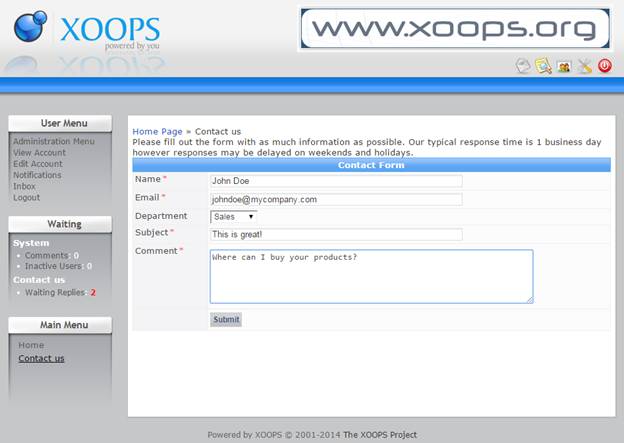 XOOPS
powered by you
www.xoops.org
User Menu
Administration Menu
View Account
Edit Account
Notifications
Inbox
Logout
Waiting
System
Comments: 0
Inactive Users: 0
Contact us
Waiting Replies: 2
Main Menu
Home
Contact us
Home Page » Contact us
Please fill out the form with as much information as possible. Our typical response time is 1 business day
however responses may be delayed on weekends and holidays.
Contact Form
Name * John Doe
Email * johndoe@mycompany.com
Department Sales
Subject * This is great!
Comment * Where can I buy your products?
Submit
Powered by XOOPS © 2001-2014 The XOOPS Project